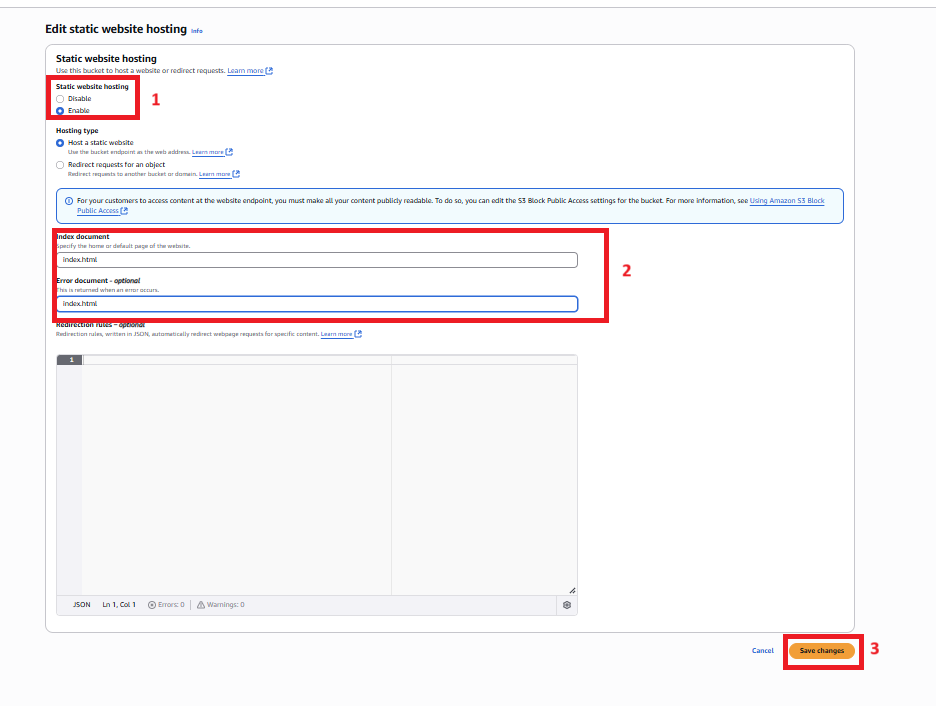 Edit static website hosting Info
Static website hosting
Use this bucket to host a website or redirect requests. Learn more
Static website hosting
Disable
1
Enable
Hosting type
Host a static website
Use the bucket endpoint as the web address. Learn more
Redirect requests for an object
Redirect requests to another bucket or domain. Learn more
For your customers to access content at the website endpoint, you must make all your content publicly readable. To do so, you can edit the S3 Block Public Access settings for the bucket. For more information, see Using Amazon S3 Block
Public Access
Index document
Specify the home or default page of the website.
index.html
2
Error document - optional
This is returned when an error occurs.
index.html
Redirection rules – optional
Redirection rules, written in JSON, automatically redirect webpage requests for specific content. Learn more
1
JSON Ln 1, Col 1 Errors: 0 Warnings: 0
Cancel Save changes 3